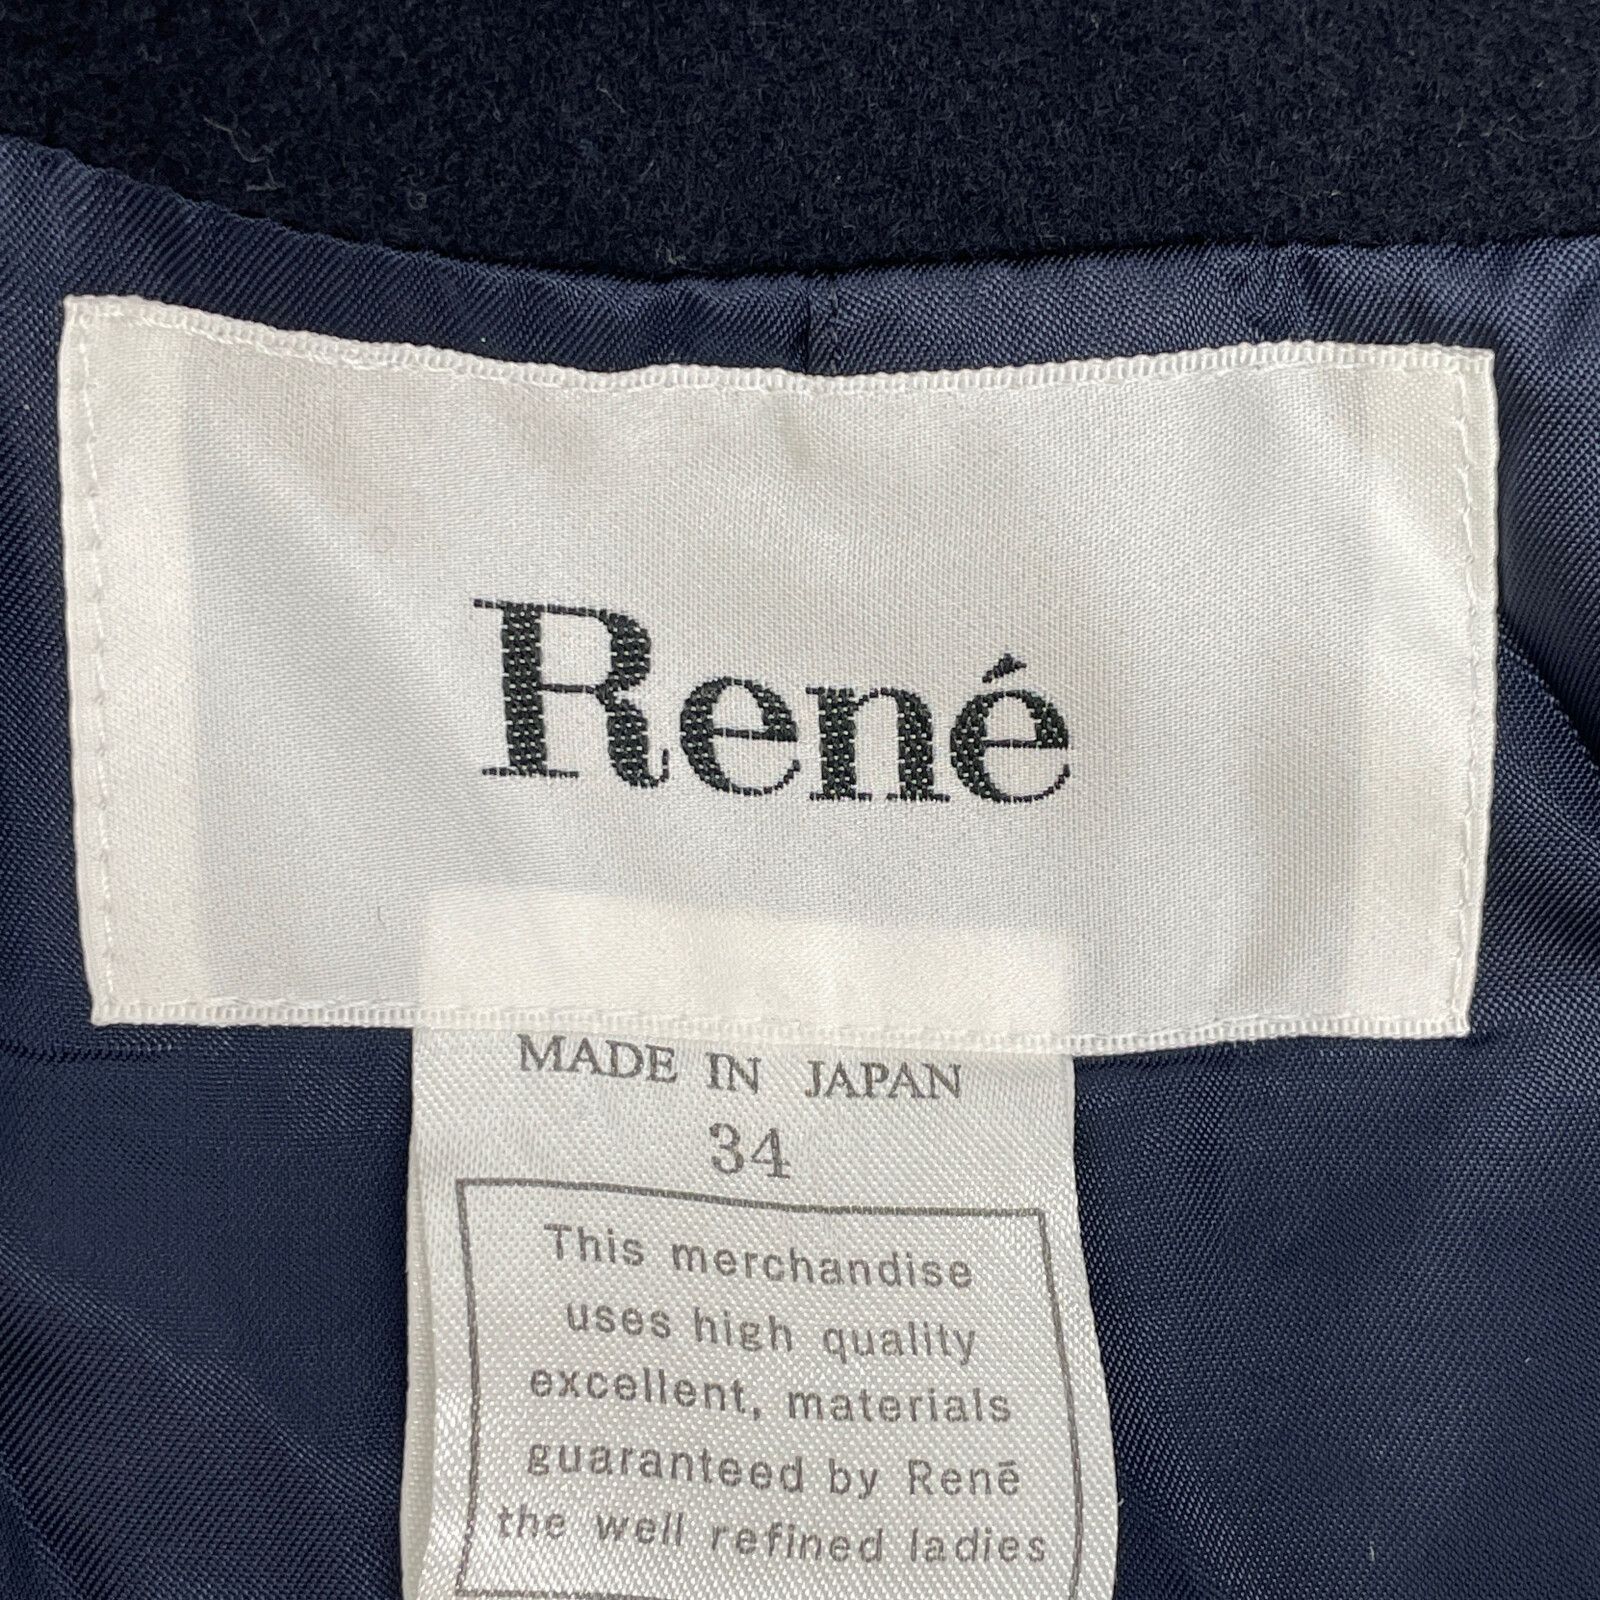 René
MADE IN JAPAN
34
This merchandise
uses high quality
excellent, materials
guaranteed by Renē
the well refined ladies